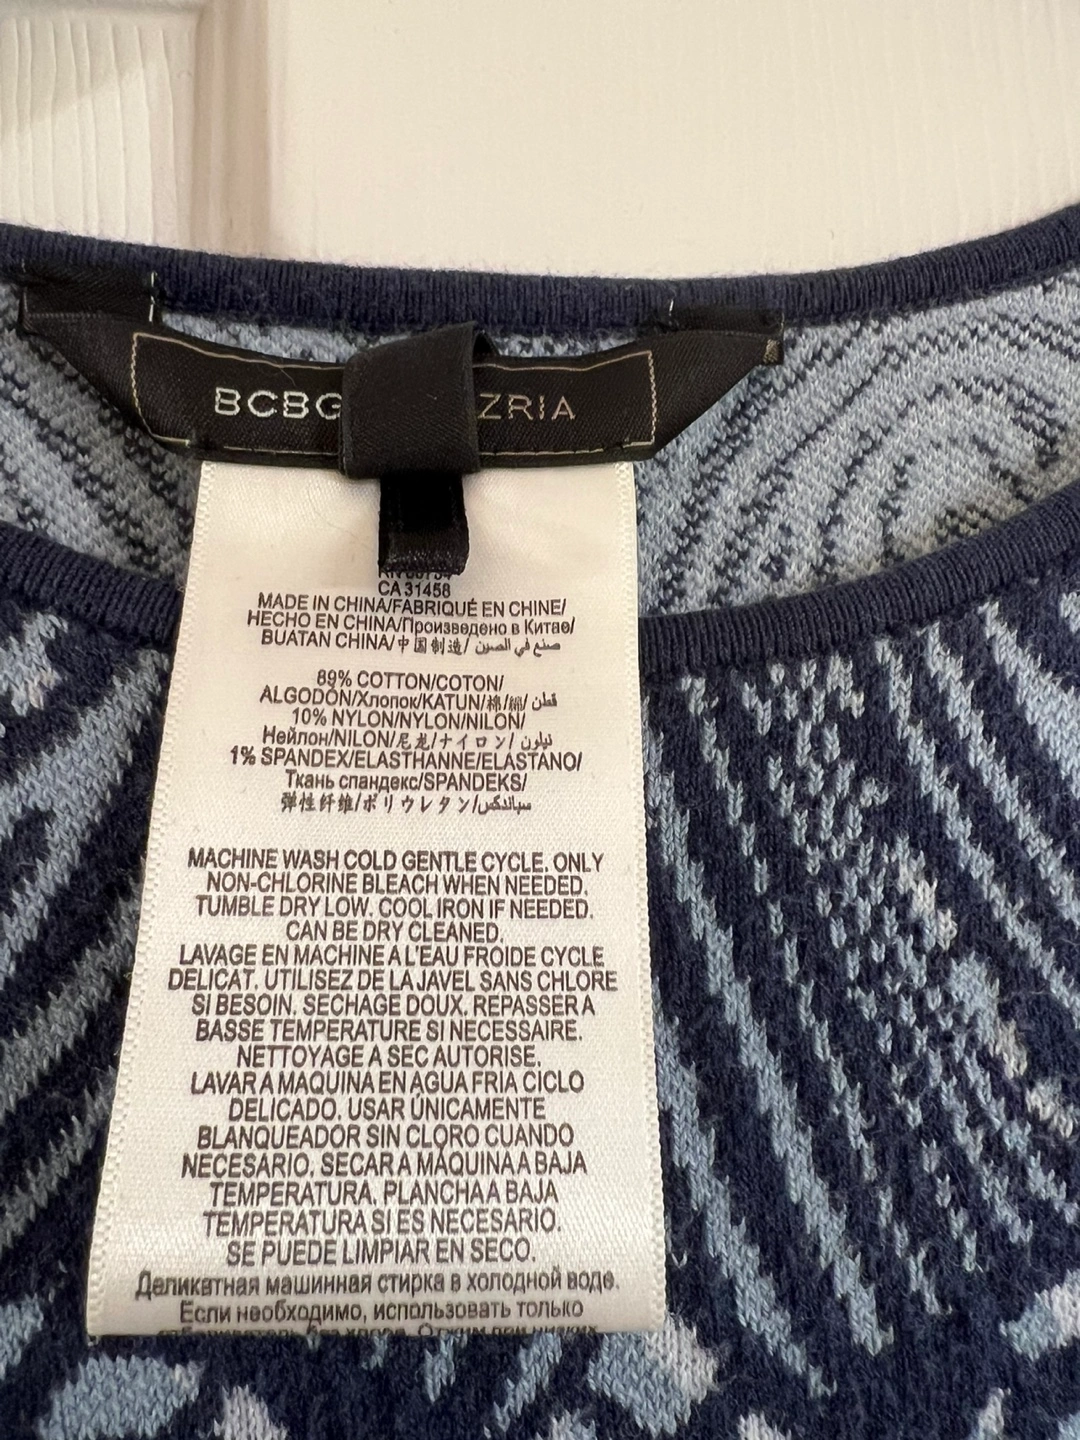 BCBG ZRIA
CA 31458
MADE IN CHINA/FABRIQUÉ EN CHINE/
HECHO EN CHINA/Произведено в Китае/
BUATAN CHINA/中国制造/ صنع في الصين
89% COTTON/COTON/
ALGODÓN/Хлопок/KATUN/棉/綿/ قطن
10% NYLON/NYLON/NILON/
Нейлон/NILON/尼龙/ナイロン/ نيلون
1% SPANDEX/ELASTHANNE/ELASTANO/
Ткань спандекс/SPANDEKS/
弹性纤维/ポリウレタン/سباندكس
MACHINE WASH COLD GENTLE CYCLE. ONLY
NON-CHLORINE BLEACH WHEN NEEDED.
TUMBLE DRY LOW. COOL IRON IF NEEDED.
CAN BE DRY CLEANED.
LAVAGE EN MACHINE A L'EAU FROIDE CYCLE
DELICAT. UTILISEZ DE LA JAVEL SANS CHLORE
SI BESOIN. SECHAGE DOUX. REPASSER A
BASSE TEMPERATURE SI NECESSAIRE.
NETTOYAGE A SEC AUTORISE.
LAVAR A MAQUINA EN AGUA FRIA CICLO
DELICADO. USAR ÚNICAMENTE
BLANQUEADOR SIN CLORO CUANDO
NECESARIO. SECAR A MÁQUINA A BAJA
TEMPERATURA. PLANCHA A BAJA
TEMPERATURA SI ES NECESARIO.
SE PUEDE LIMPIAR EN SECO.
Деликатная машинная стирка в холодной воде.
Если необходимо, использовать только